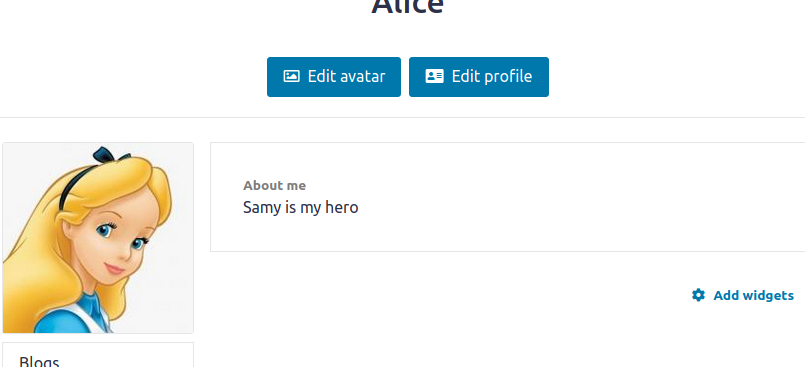 Alice
Edit avatar
Edit profile
About me
Samy is my hero
Add widgets
Blogs